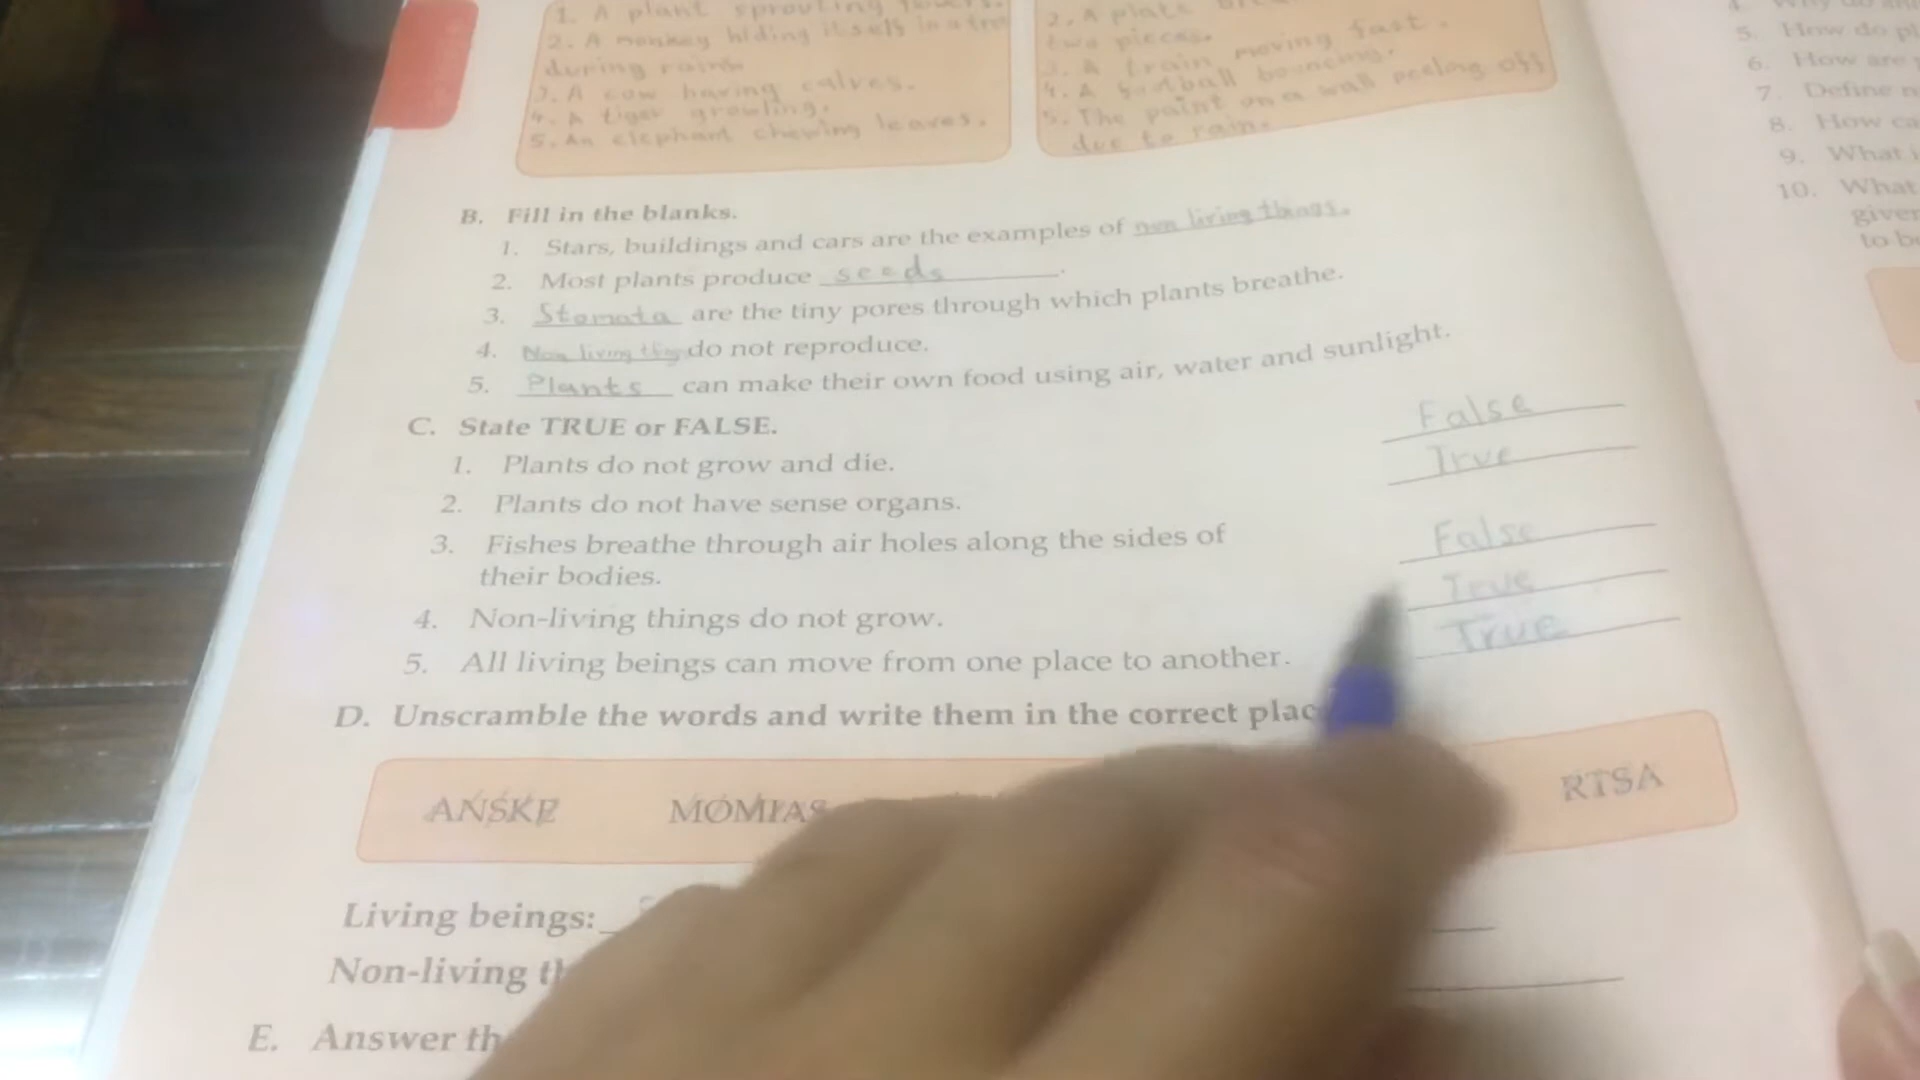 1. A plant sprouting flowers.
2. A monkey hiding itself in a tree
during rain
3. A cow having calves.
4. A tiger growling.
5. An elephant chewing leaves.
2. A plate
two pieces.
3. A train moving fast.
4. A football bouncing.
5. The paint on a wall peeling off
due to rain.
B. Fill in the blanks.
1. Stars, buildings and cars are the examples of non living things.
2. Most plants produce seeds.
3. Stomata are the tiny pores through which plants breathe.
4. Non living thing do not reproduce.
5. Plants can make their own food using air, water and sunlight.
C. State TRUE or FALSE.
1. Plants do not grow and die. False
2. Plants do not have sense organs. True
3. Fishes breathe through air holes along the sides of
their bodies. False
4. Non-living things do not grow. True
5. All living beings can move from one place to another. True
D. Unscramble the words and write them in the correct plac
ANSKE MOMIAS RTSA
Living beings:
Non-living th
E. Answer th
5. How do pl
6. How are
7. Define n
8. How ca
9. What i
10. What
given
to b